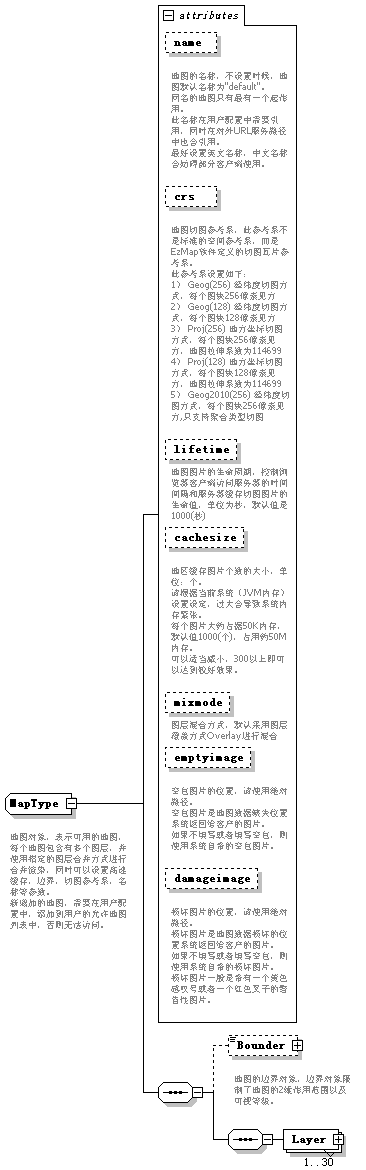 attributes
name
地图的名称，不设置时候，地
图默认名称为"default"。
同名的地图只有最有一个起作
用。
此名称在用户配置中需要引
用，同时在对外URL服务路径
中也会引用。
最好设置英文名称，中文名称
会妨碍部分客户端使用。
crs
地图切图参考系，此参考系不
是标准的空间参考系，而是
EzMap软件定义的切图瓦片参
考系。
此参考系设置如下：
1） Geog(256) 经纬度切图方
式，每个图块256像素见方
2） Geog(128) 经纬度切图方
式，每个图块128像素见方
3） Proj(256) 地方坐标切图
方式，每个图块256像素见
方，地图拉伸系数为114699
4） Proj(128) 地方坐标切图
方式，每个图块128像素见
方，地图拉伸系数为114699
5） Geog2010(256) 经纬度切
图方式，每个图块256像素见
方,只支持聚合类型切图
lifetime
地图图片的生命周期，控制浏
览器客户端访问服务器的时间
间隔和服务器缓存切图图片的
生命值，单位为秒，默认值是
1000(秒)
cachesize
地区缓存图片个数的大小，单
位：个。
请根据当前系统（JVM内存）
设置设定，过大会导致系统内
存紧张。
每个图片大约占据50K内存，
默认值1000(个)，占用约50M
内存。
可以适当减小，300以上即可
以达到较好效果。
mixmode
图层混合方式，默认采用图层
叠盖方式Overlay进行混合
emptyimage
空白图片的位置，请使用绝对
路径。
空白图片是地图数据缺失位置
系统返回给客户的图片。
如果不填写或者填写空白，则
使用系统自带的空白图片。
damageimage
损坏图片的位置，请使用绝对
路径。
损坏图片是地图数据损坏的位
置系统返回给客户的图片。
如果不填写或者填写空白，则
使用系统自带的损坏图片。
损坏图片一般是带有一个黄色
感叹号或者一个红色叉子的警
告性图片。
MapType
地图对象，表示可用的地图，
每个地图包含有多个图层，并
使用指定的图层合并方式进行
合并渲染，同时可以设置高速
缓存，边界，切图参考系，名
称等参数。
新增加的地图，需要在用户配
置中，添加到用户的允许地图
列表中，否则无法访问。
Bounder
地图的边界对象，边界对象限
制了地图的2维作用范围以及
可视等级。
Layer
1..30